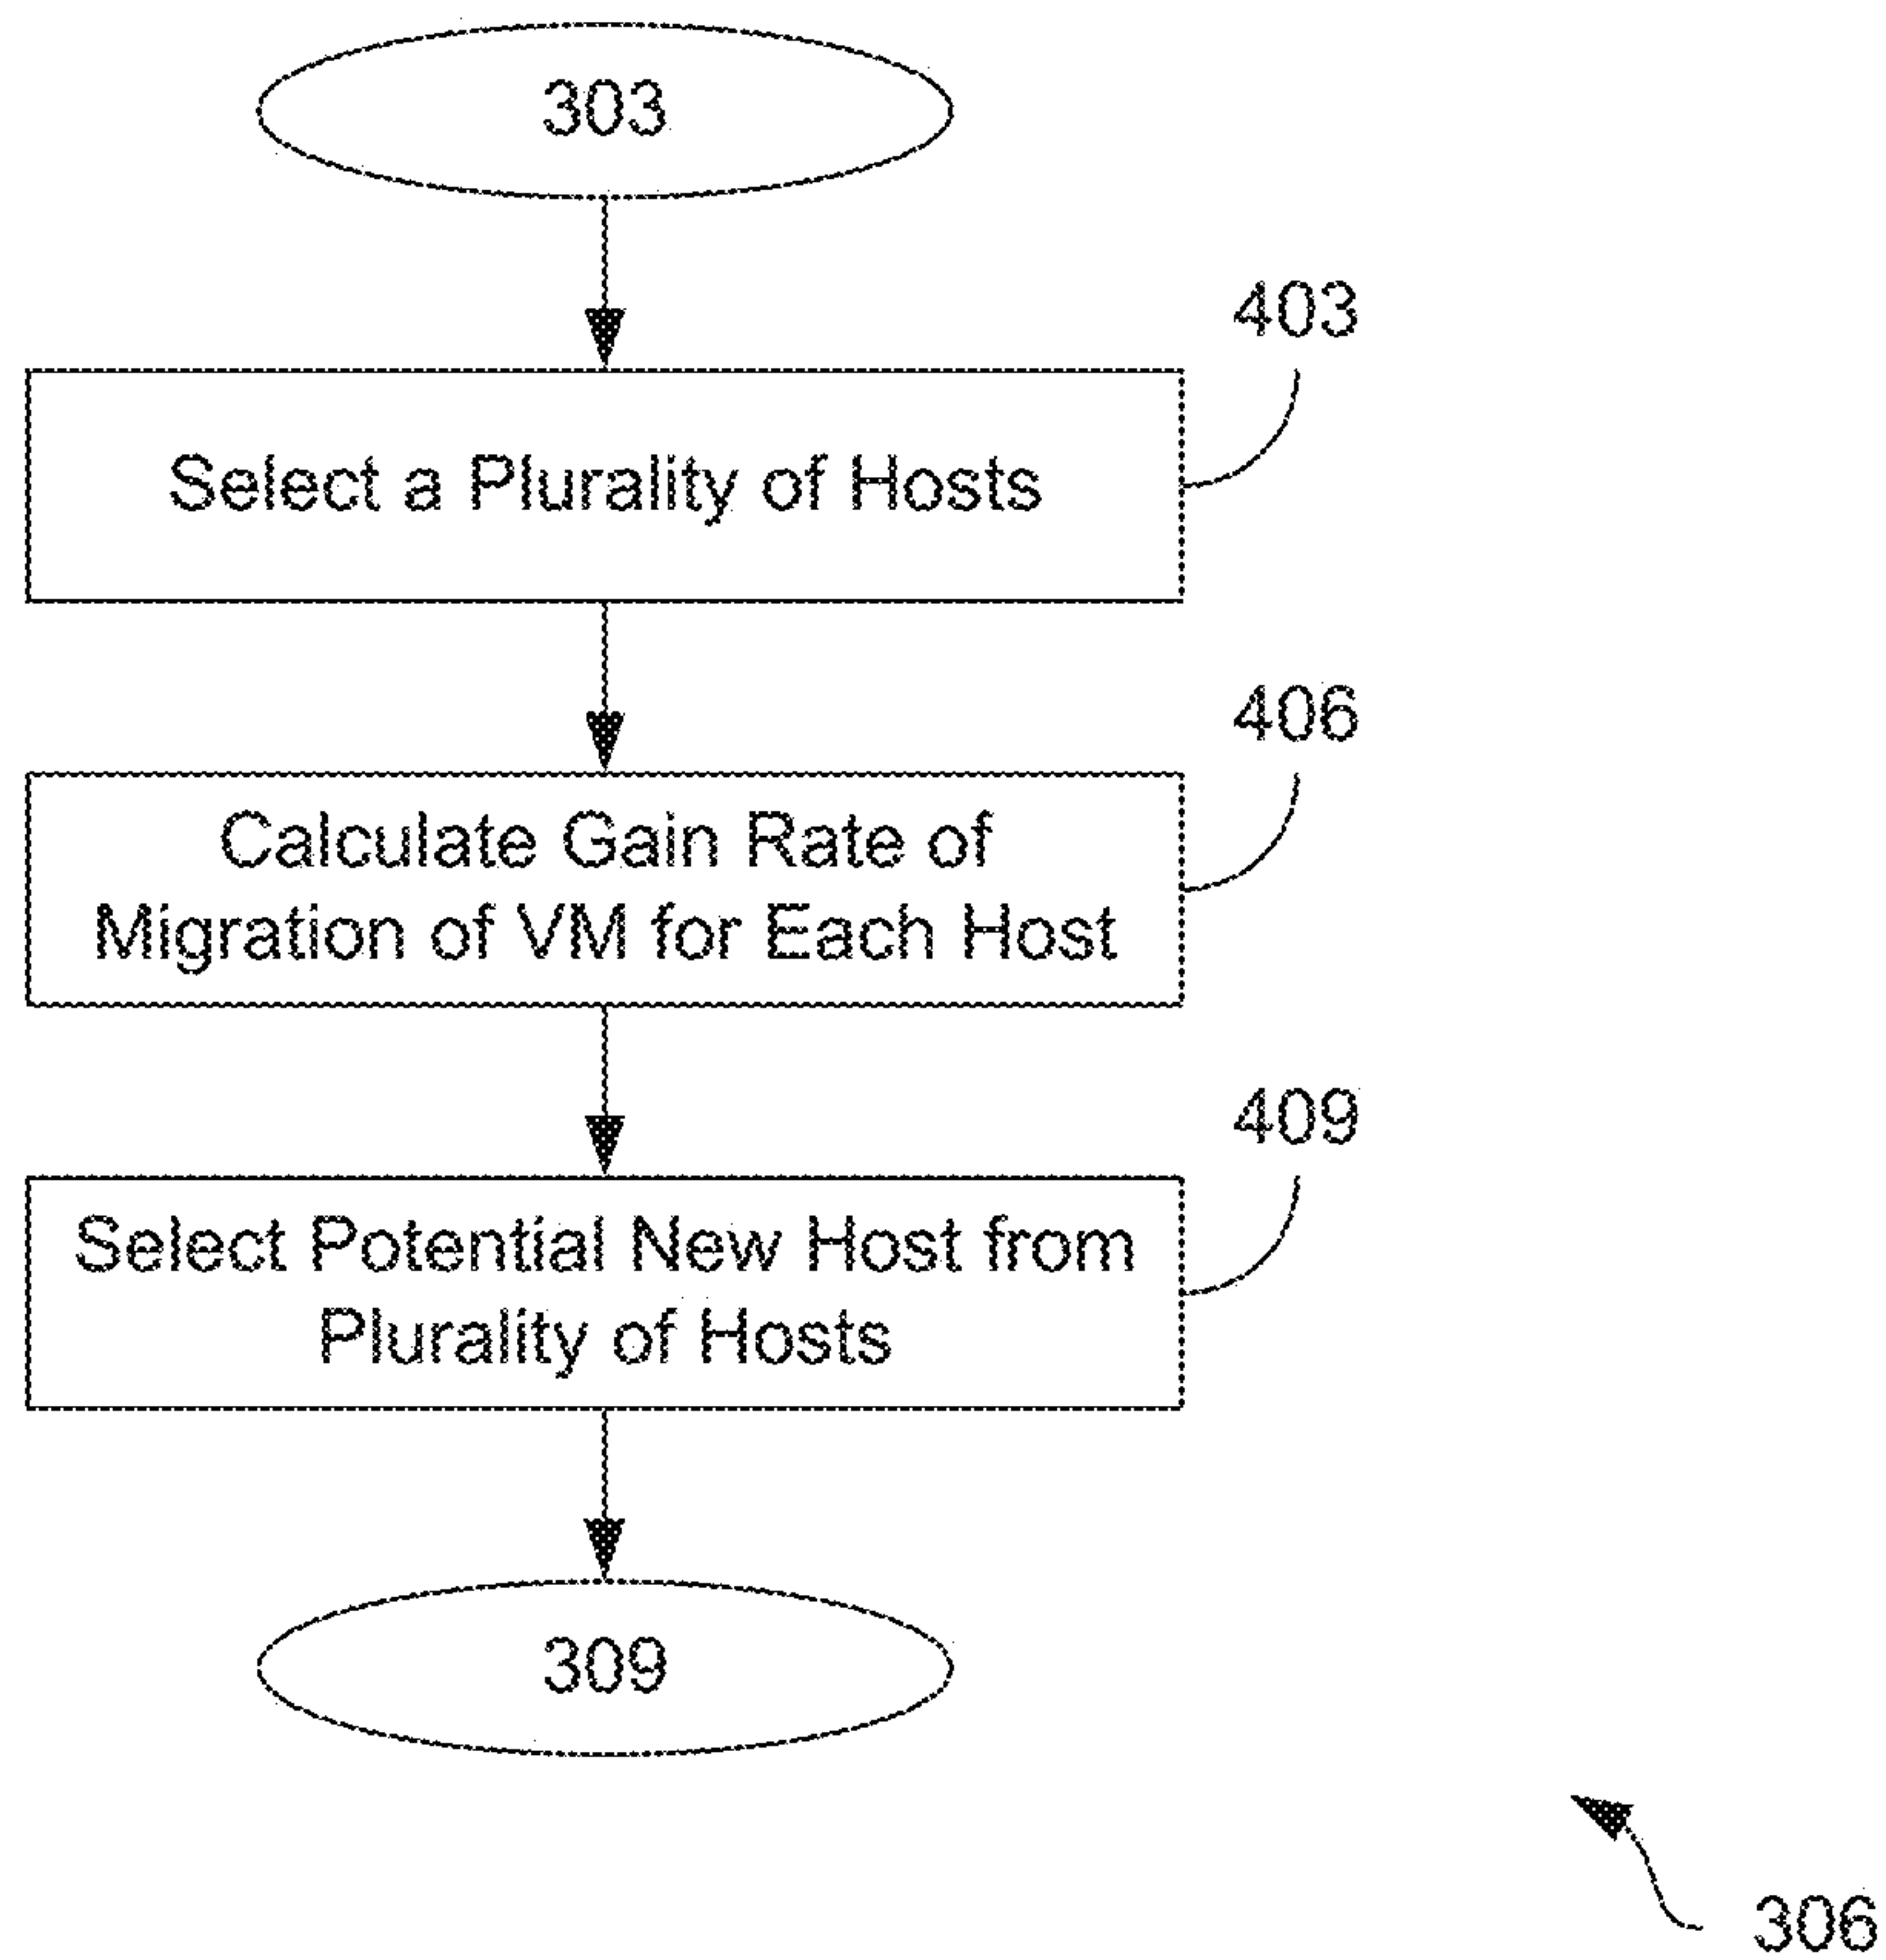 303
403
Select a Plurality of Hosts
406
Calculate Gain Rate of
Migration of VM for Each Host
409
Select Potential New Host from
Plurality of Hosts
309
306